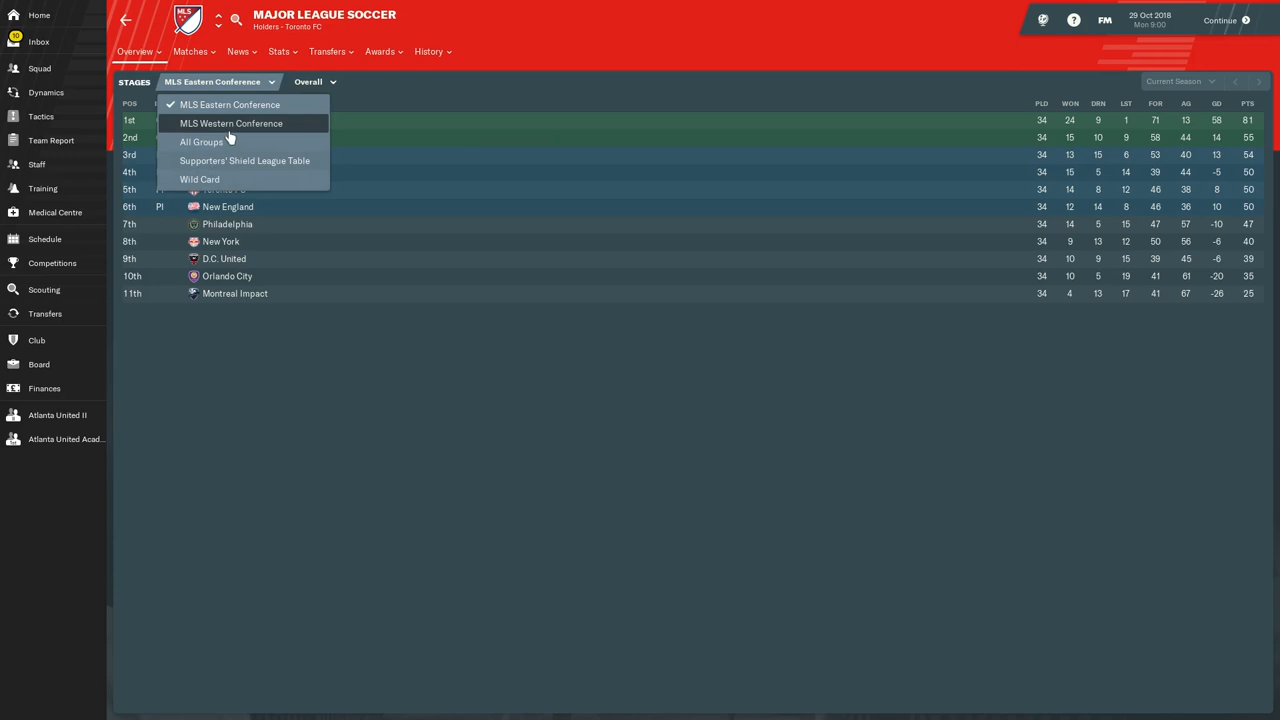 Home
10
Inbox
Squad
Dynamics
Tactics
Team Report
Staff
Training
Medical Centre
Schedule
Competitions
Scouting
Transfers
Club
Board
Finances
Atlanta United II
Atlanta United Acad...
MLS
MAJOR LEAGUE SOCCER
Holders - Toronto FC
FM
29 Oct 2018
Mon 9:00
Continue
Overview Matches News Stats Transfers Awards History
STAGES MLS Eastern Conference Overall Current Season
MLS Eastern Conference
MLS Western Conference
All Groups
Supporters' Shield League Table
Wild Card
POS PLD WON DRN LST FOR AG GD PTS
1st 34 24 9 1 71 13 58 81
2nd 34 15 10 9 58 44 14 55
3rd 34 13 15 6 53 40 13 54
4th 34 15 5 14 39 44 -5 50
5th 34 14 8 12 46 38 8 50
6th Pl New England 34 12 14 8 46 36 10 50
7th Philadelphia 34 14 5 15 47 57 -10 47
8th New York 34 9 13 12 50 56 -6 40
9th D.C. United 34 10 9 15 39 45 -6 39
10th Orlando City 34 10 5 19 41 61 -20 35
11th Montreal Impact 34 4 13 17 41 67 -26 25